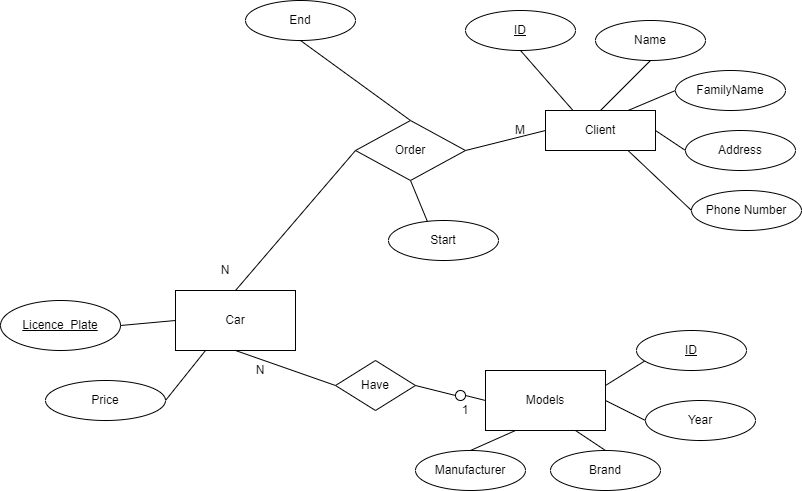 End
ID
Name
FamilyName
M
Client
Order
Address
Phone Number
Start
N
Car
Licence_Plate
ID
N
Have
Price
Models
1
Year
Manufacturer
Brand